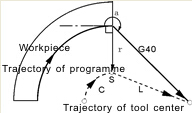 a
Workpiece
r
G40
Trajectory of programme
S
C
L
Trajectory of tool center